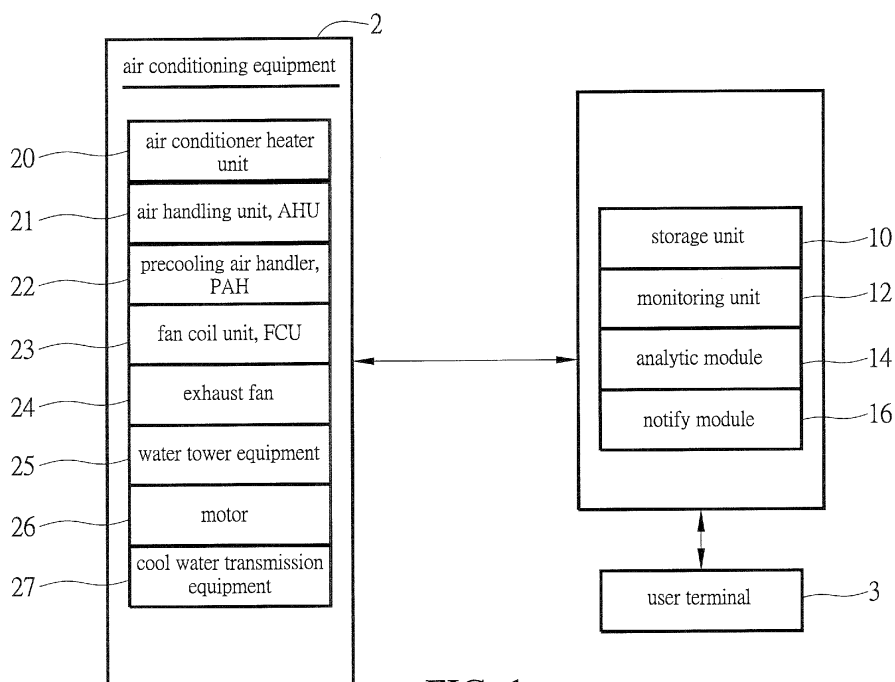 2
air conditioning equipment
20
air conditioner heater
unit
21
air handling unit, AHU
22
precooling air handler,
PAH
23
fan coil unit, FCU
24
exhaust fan
25
water tower equipment
26
motor
27
cool water transmission
equipment
storage unit
10
monitoring unit
12
analytic module
14
notify module
16
user terminal
3